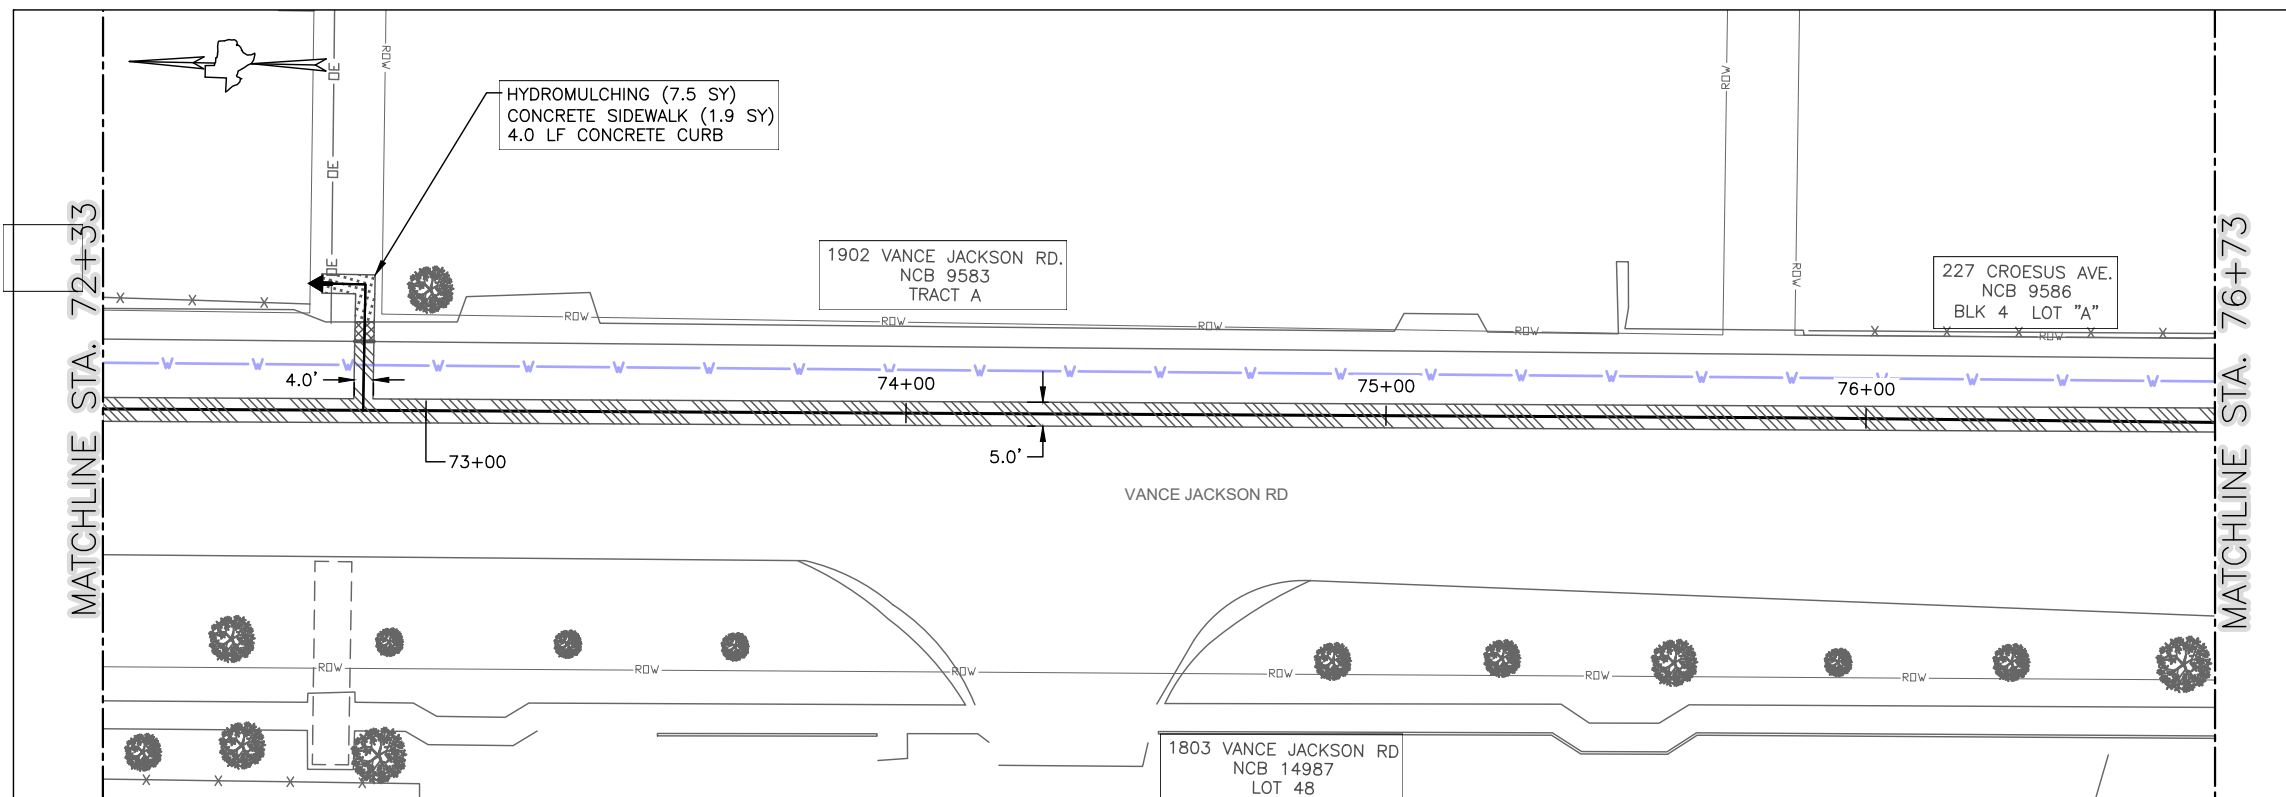 ROW
OE
ROW
OE
OE
HYDROMULCHING (7.5 SY)
CONCRETE SIDEWALK (1.9 SY)
4.0 LF CONCRETE CURB
MATCHLINE STA. 72+33
1902 VANCE JACKSON RD.
NCB 9583
TRACT A
227 CROESUS AVE.
NCB 9586
BLK 4 LOT "A"
MATCHLINE STA. 76+73
ROW
X X X
ROW ROW ROW ROW
X X X X X
ROW
W W W W W W W W W W W W W W W W W W W W W W W
4.0'
74+00
75+00
76+00
73+00
5.0'
VANCE JACKSON RD
ROW ROW ROW ROW ROW ROW
1803 VANCE JACKSON RD
NCB 14987
LOT 48
X X X X